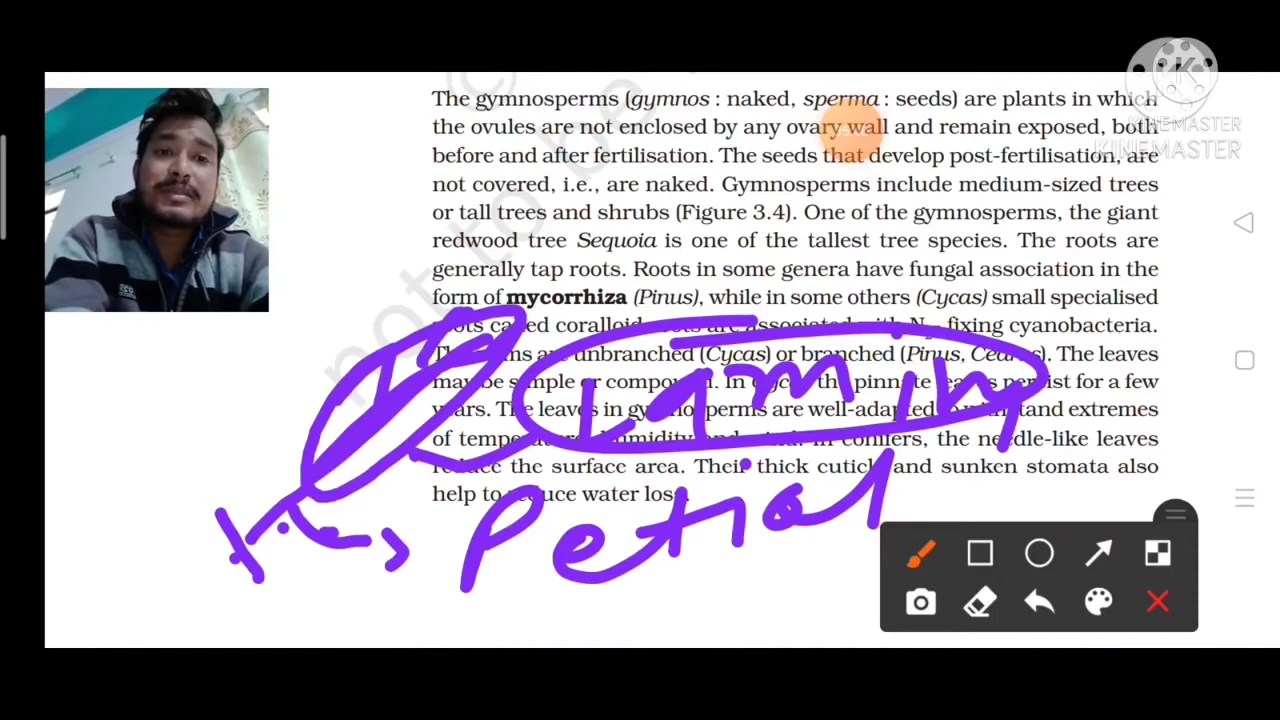 KINEMASTER
KINEMASTER
The gymnosperms (gymnos : naked, sperma : seeds) are plants in which
the ovules are not enclosed by any ovary wall and remain exposed, both
before and after fertilisation. The seeds that develop post-fertilisation, are
not covered, i.e., are naked. Gymnosperms include medium-sized trees
or tall trees and shrubs (Figure 3.4). One of the gymnosperms, the giant
redwood tree Sequoia is one of the tallest tree species. The roots are
generally tap roots. Roots in some genera have fungal association in the
form of mycorrhiza (Pinus), while in some others (Cycas) small specialised
roots called coralloid roots are associated with N2- fixing cyanobacteria.
The stems are unbranched (Cycas) or branched (Pinus, Cedrus). The leaves
may be simple or compound. In Cycas the pinnate leaves persist for a few
years. The leaves in gymnosperms are well-adapted to withstand extremes
of temperature, humidity and wind. In conifers, the needle-like leaves
reduce the surface area. Their thick cuticle and sunken stomata also
help to reduce water loss.
Petiol
© not to be